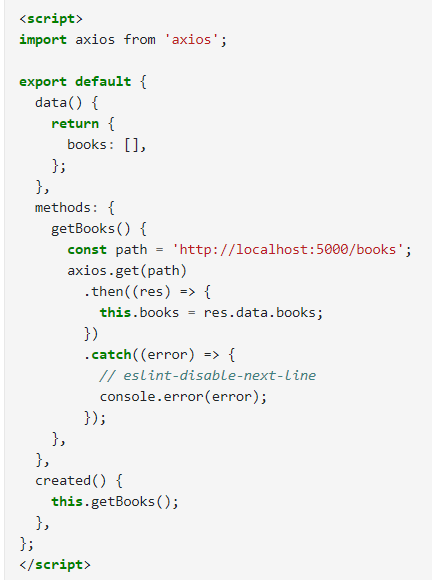 <script>
import axios from 'axios';

export default {
  data() {
    return {
      books: [],
    };
  },
  methods: {
    getBooks() {
      const path = 'http://localhost:5000/books';
      axios.get(path)
        .then((res) => {
          this.books = res.data.books;
        })
        .catch((error) => {
          // eslint-disable-next-line
          console.error(error);
        });
    },
  },
  created() {
    this.getBooks();
  },
};
</script>